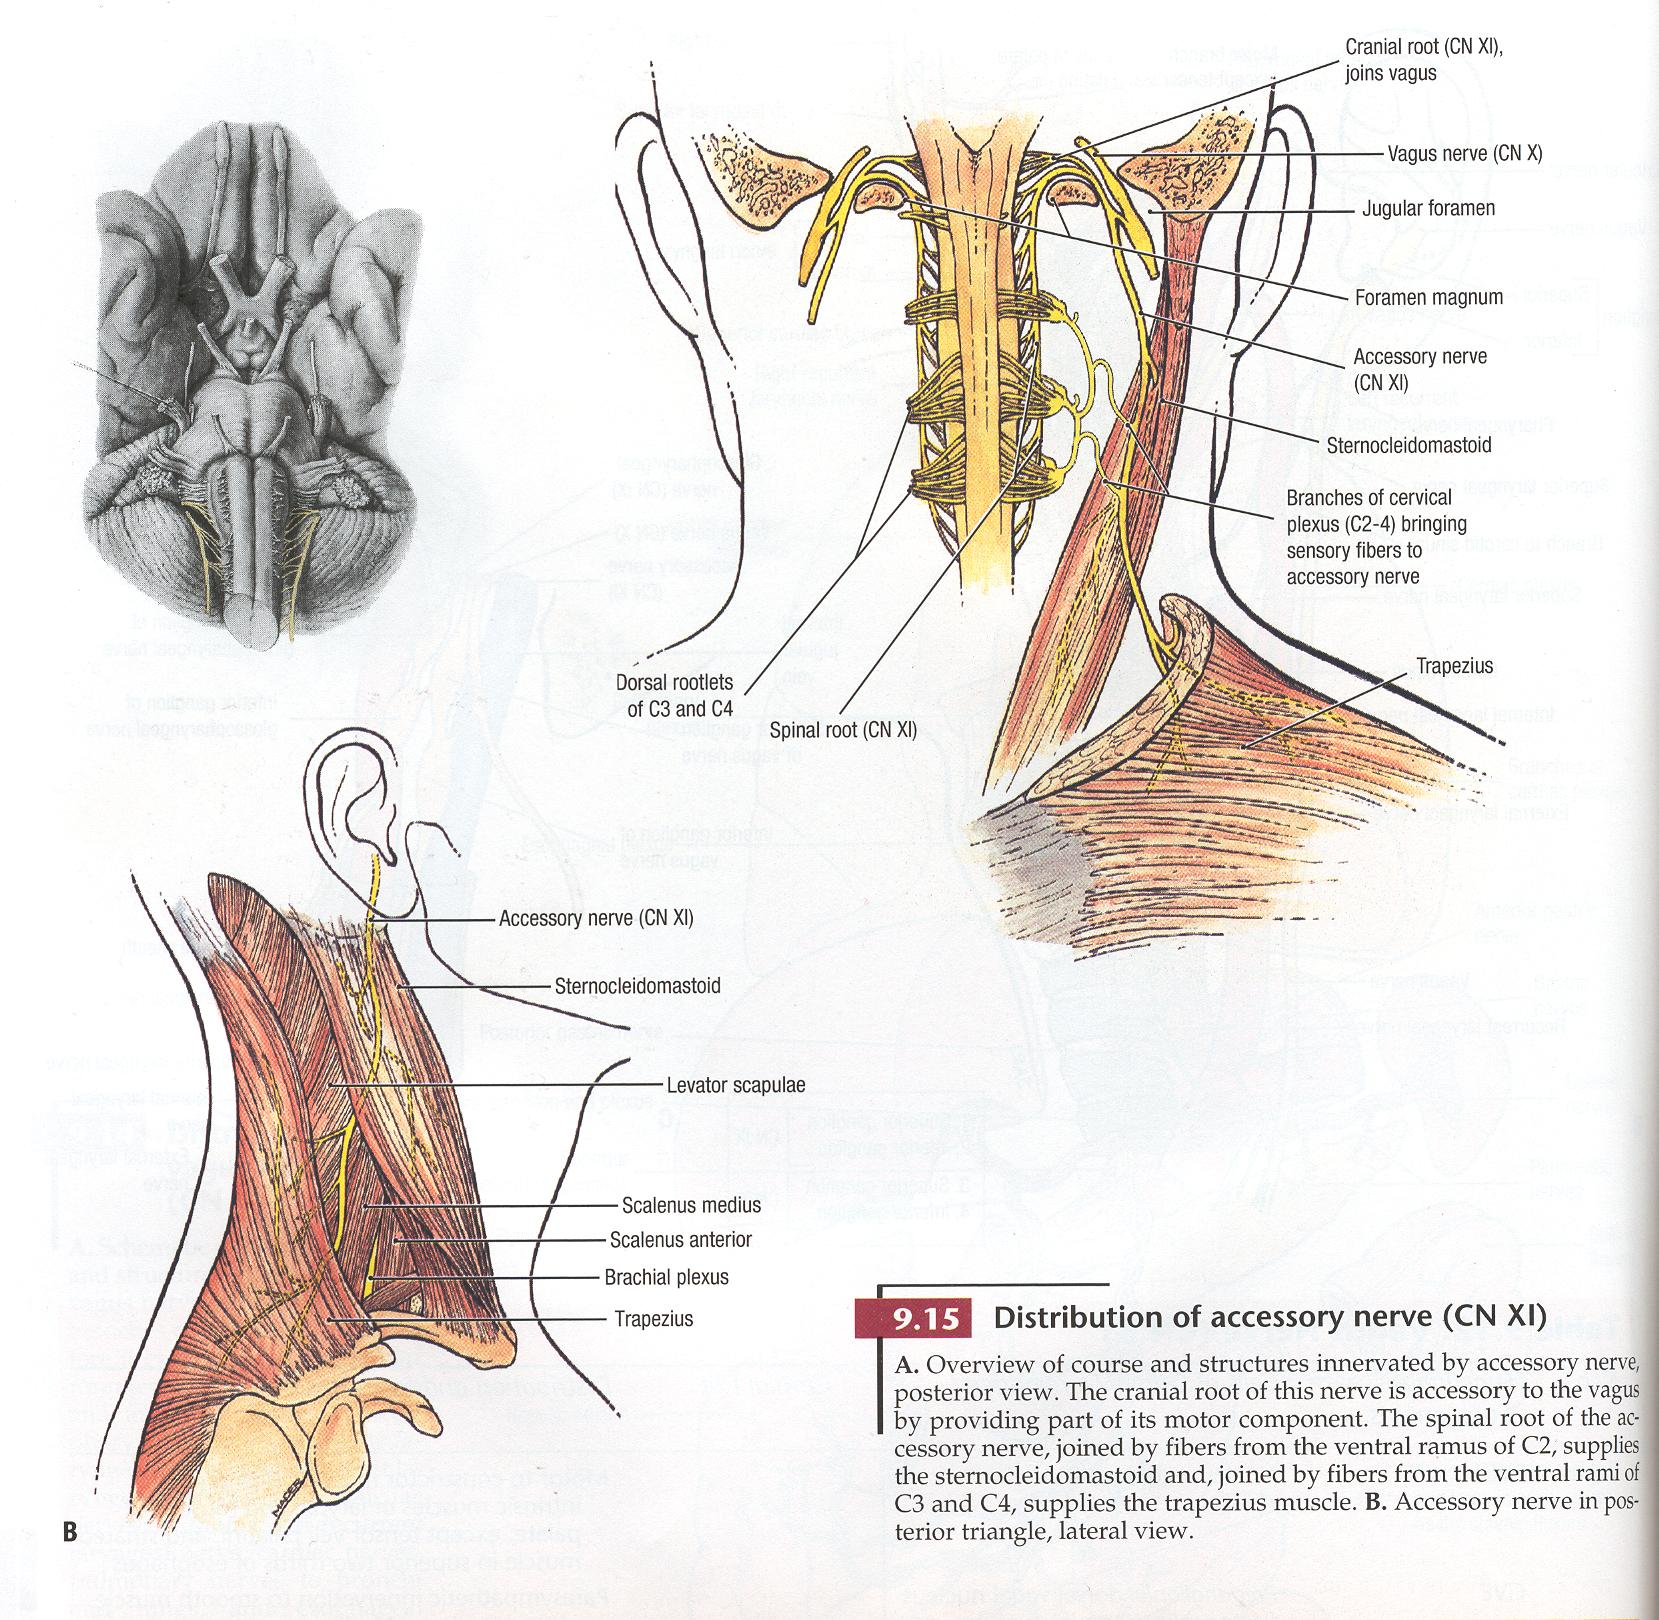 Cranial root (CN XI),
joins vagus
Vagus nerve (CN X)
Jugular foramen
Foramen magnum
Accessory nerve
(CN XI)
Sternocleidomastoid
Branches of cervical
plexus (C2-4) bringing
sensory fibers to
accessory nerve
Trapezius
Dorsal rootlets
of C3 and C4
Spinal root (CN XI)
Accessory nerve (CN XI)
Sternocleidomastoid
Levator scapulae
Scalenus medius
Scalenus anterior
Brachial plexus
Trapezius
B
9.15 Distribution of accessory nerve (CN XI)
A. Overview of course and structures innervated by accessory nerve,
posterior view. The cranial root of this nerve is accessory to the vagus
by providing part of its motor component. The spinal root of the ac-
cessory nerve, joined by fibers from the ventral ramus of C2, supplies
the sternocleidomastoid and, joined by fibers from the ventral rami of
C3 and C4, supplies the trapezius muscle. B. Accessory nerve in pos-
terior triangle, lateral view.